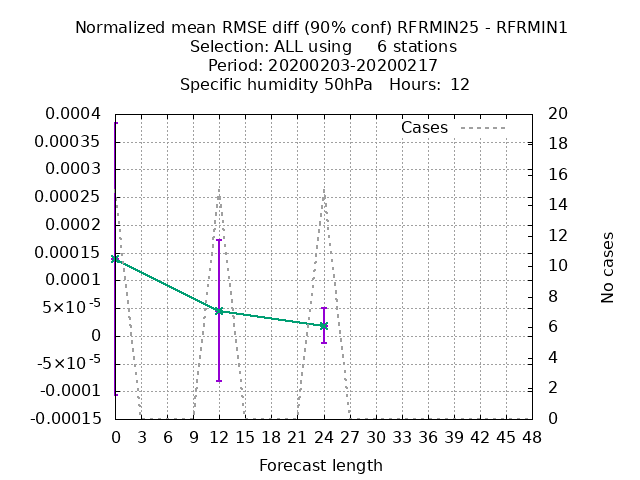 Normalized mean RMSE diff (90% conf) RFRMIN25 - RFRMIN1
Selection: ALL using     6 stations
Period: 20200203-20200217
Specific humidity 50hPa   Hours:  12
Cases
0.0004
0.00035
0.0003
0.00025
0.0002
0.00015
0.0001
5×10⁻⁵
0
-5×10⁻⁵
-0.0001
-0.00015
20
18
16
14
12
10
8
6
4
2
0
No cases
0 3 6 9 12 15 18 21 24 27 30 33 36 39 42 45 48
Forecast length